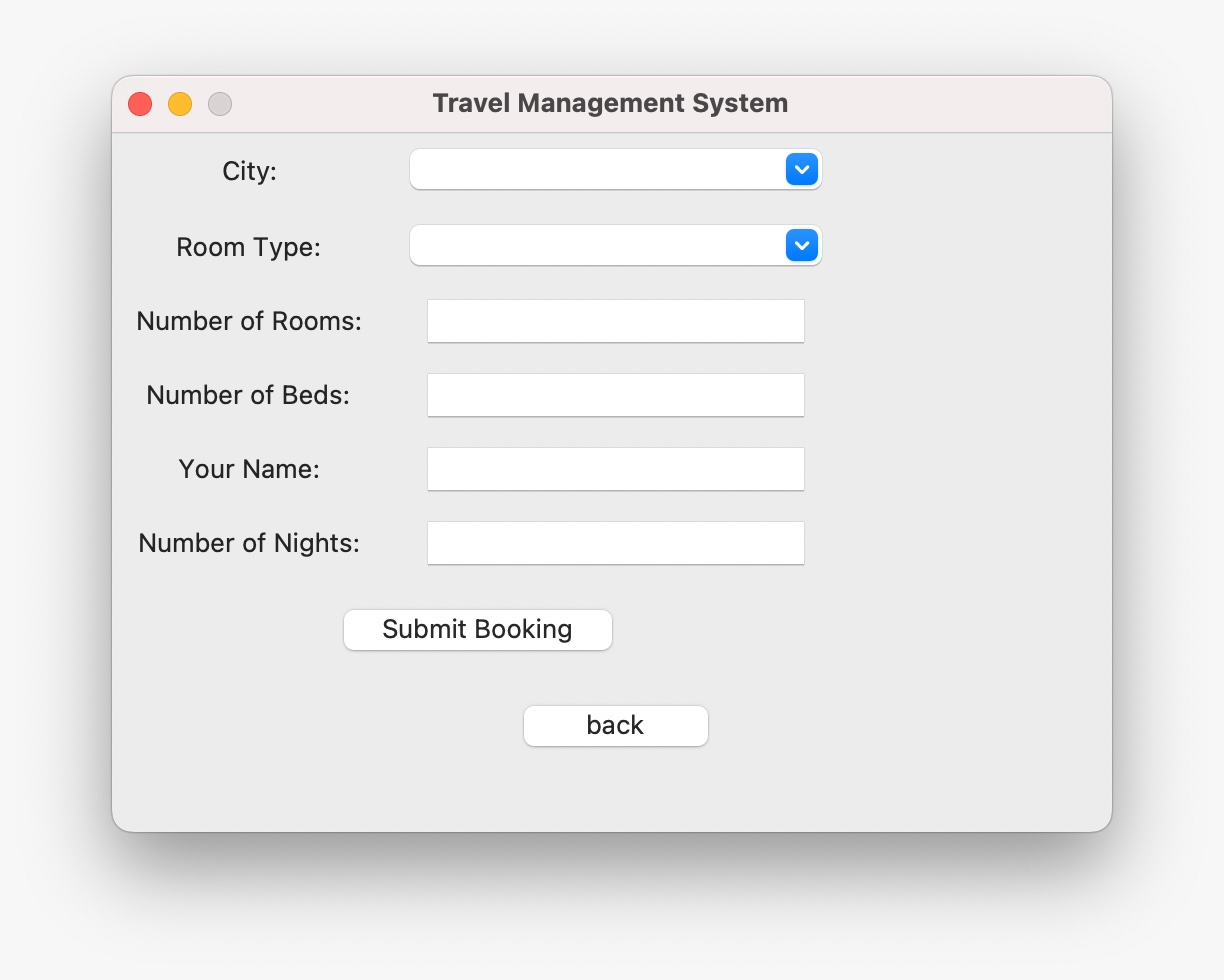 Travel Management System
City:
Room Type:
Number of Rooms:
Number of Beds:
Your Name:
Number of Nights:
Submit Booking
back